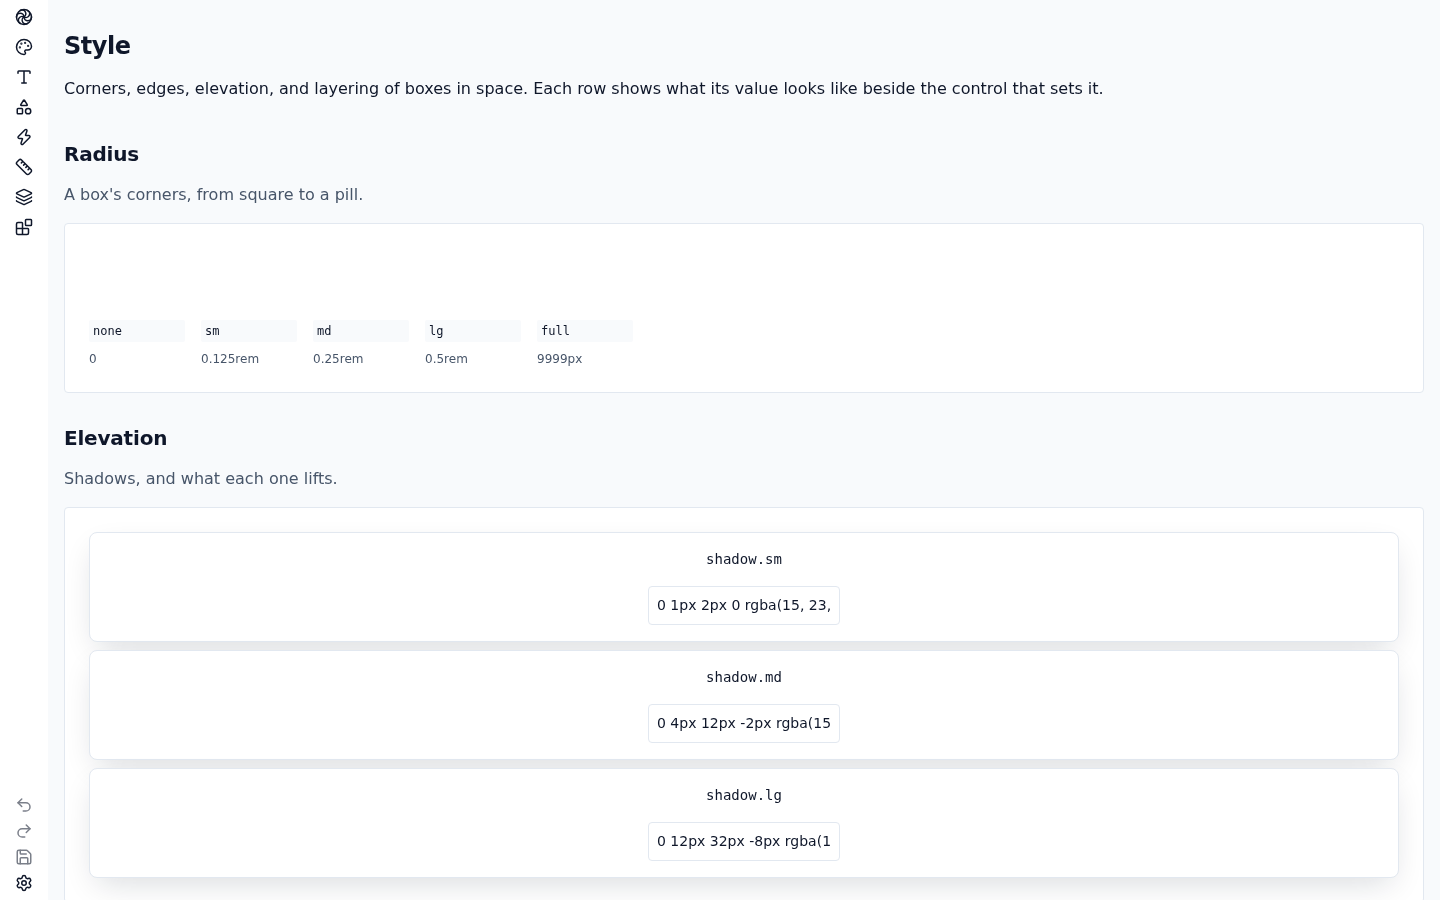 Style
Corners, edges, elevation, and layering of boxes in space. Each row shows what its value looks like beside the control that sets it.
Radius
A box's corners, from square to a pill.
none sm md lg full
0 0.125rem 0.25rem 0.5rem 9999px
Elevation
Shadows, and what each one lifts.
shadow.sm
0 1px 2px 0 rgba(15, 23,
shadow.md
0 4px 12px -2px rgba(15
shadow.lg
0 12px 32px -8px rgba(1